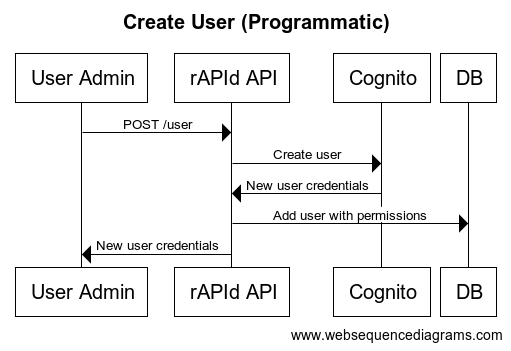 Create User (Programmatic)
User Admin rAPId API Cognito DB
POST /user
Create user
New user credentials
Add user with permissions
New user credentials
User Admin rAPId API Cognito DB
www.websequencediagrams.com